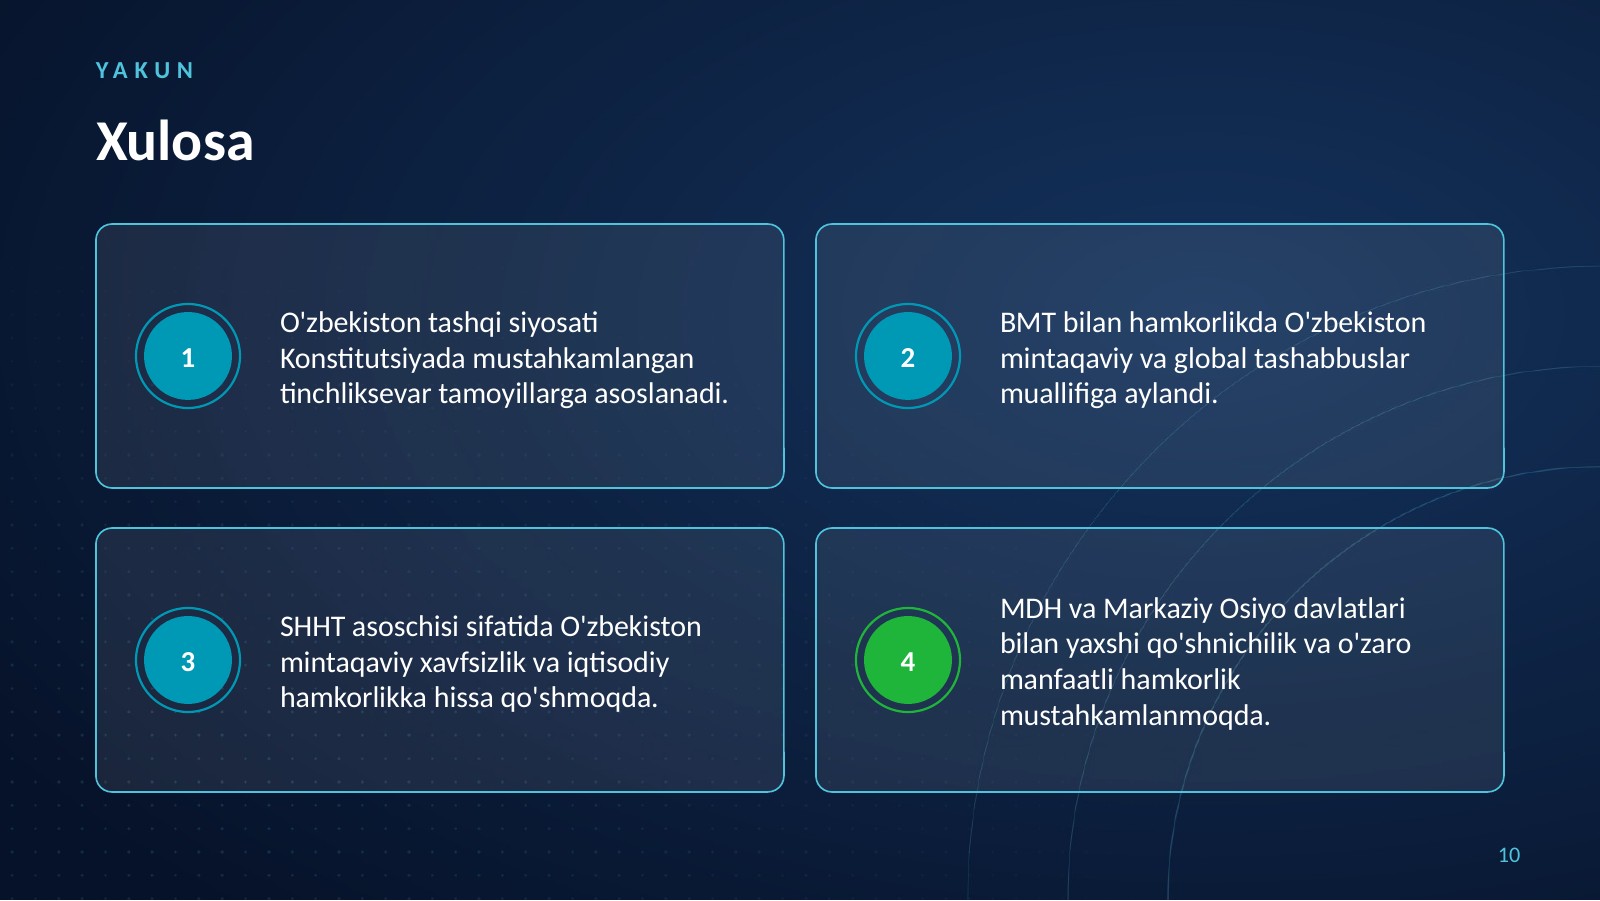 YAKUN
Xulosa
1
O'zbekiston tashqi siyosati
Konstitutsiyada mustahkamlangan
tinchliksevar tamoyillarga asoslanadi.
2
BMT bilan hamkorlikda O'zbekiston
mintaqaviy va global tashabbuslar
muallifiga aylandi.
3
SHHT asoschisi sifatida O'zbekiston
mintaqaviy xavfsizlik va iqtisodiy
hamkorlikka hissa qo'shmoqda.
4
MDH va Markaziy Osiyo davlatlari
bilan yaxshi qo'shnichilik va o'zaro
manfaatli hamkorlik
mustahkamlanmoqda.
10